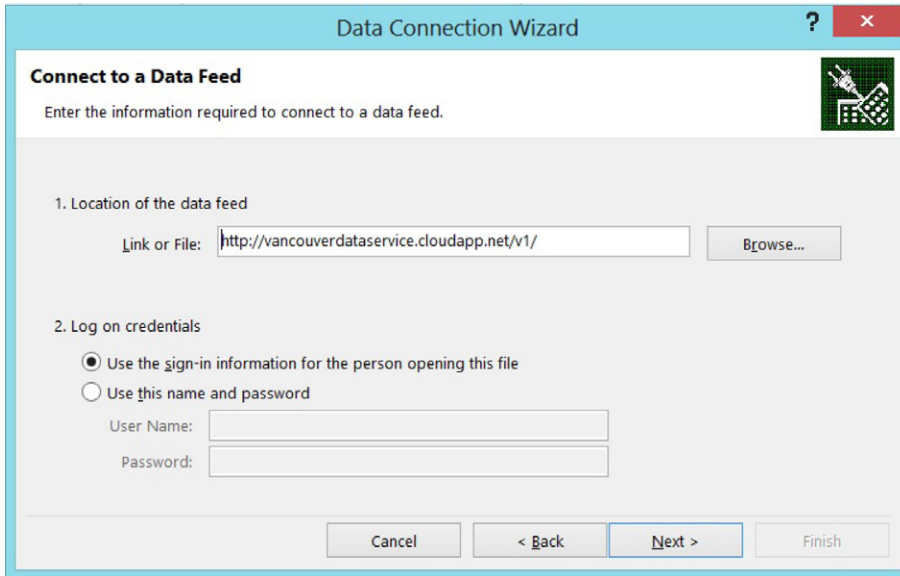 Data Connection Wizard
?
Connect to a Data Feed
Enter the information required to connect to a data feed.
1. Location of the data feed
Link or File: http://vancouverdataservice.cloudapp.net/v1/ Browse...
2. Log on credentials
Use the sign-in information for the person opening this file
Use this name and password
User Name:
Password:
Cancel < Back Next > Finish